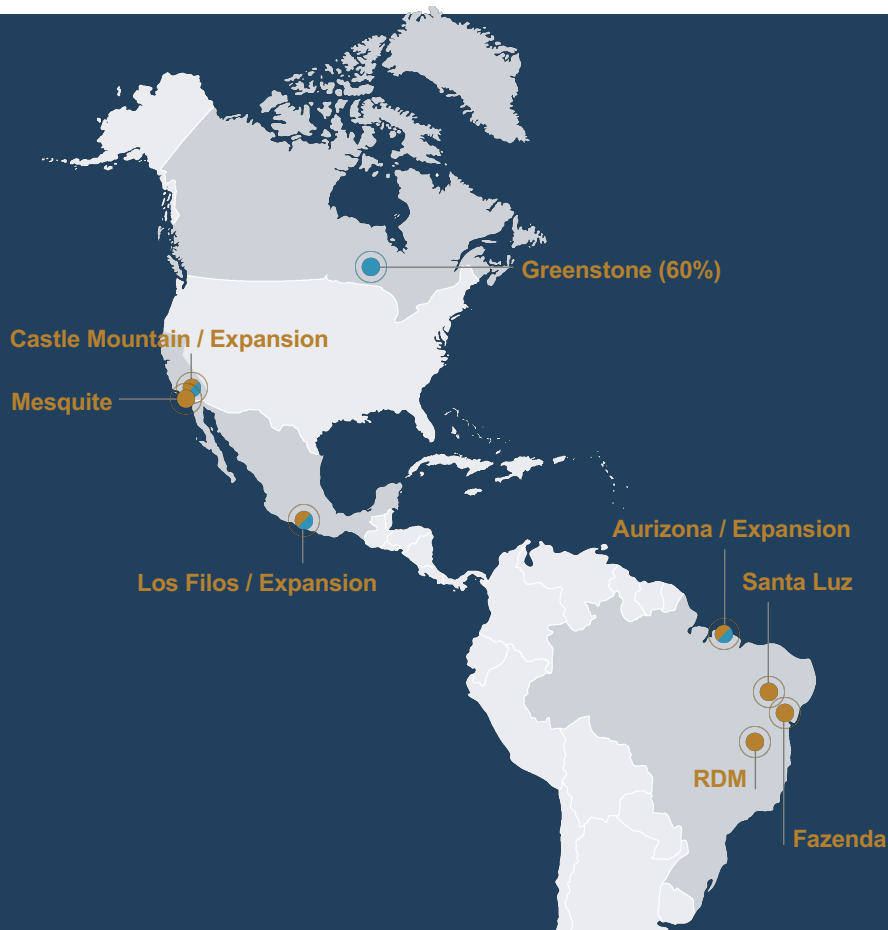 Greenstone (60%)
Castle Mountain / Expansion
Mesquite
Aurizona / Expansion
Los Filos / Expansion
Santa Luz
RDM
Fazenda